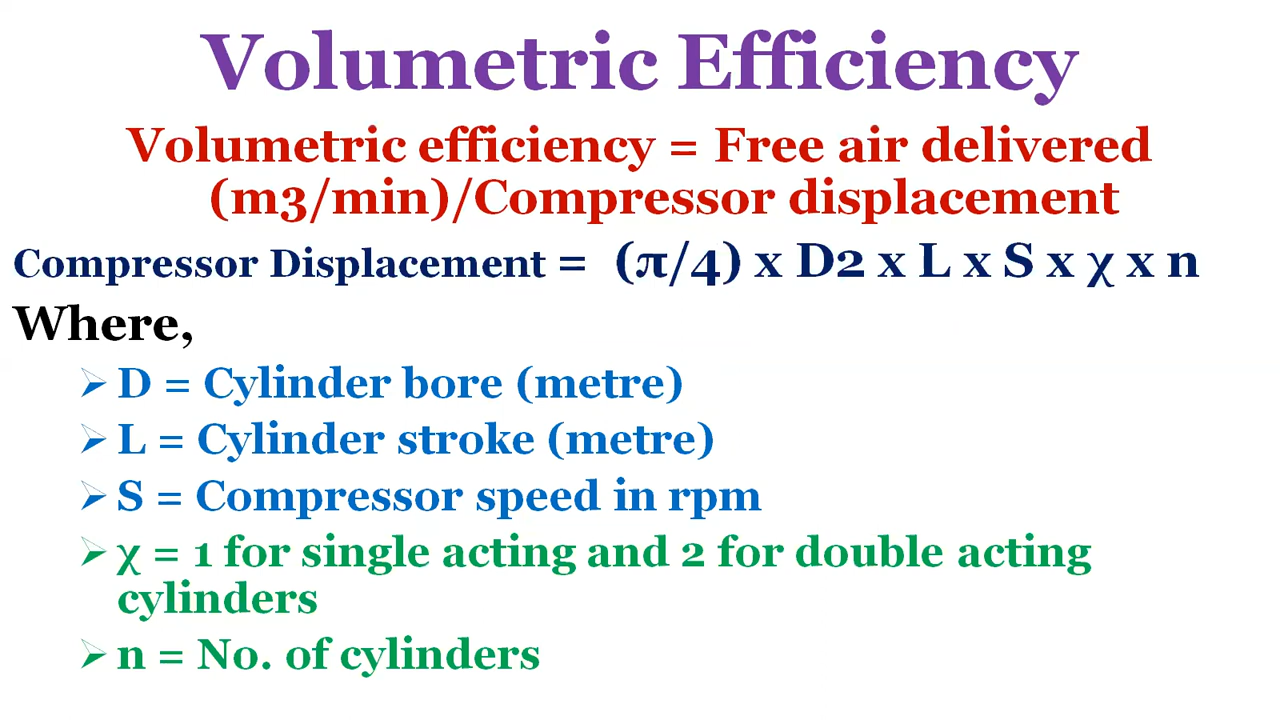 Volumetric Efficiency
Volumetric efficiency = Free air delivered
(m3/min)/Compressor displacement
Compressor Displacement = (π/4) x D2 x L x S x χ x n
Where,
➢ D = Cylinder bore (metre)
➢ L = Cylinder stroke (metre)
➢ S = Compressor speed in rpm
➢ χ = 1 for single acting and 2 for double acting
cylinders
➢ n = No. of cylinders